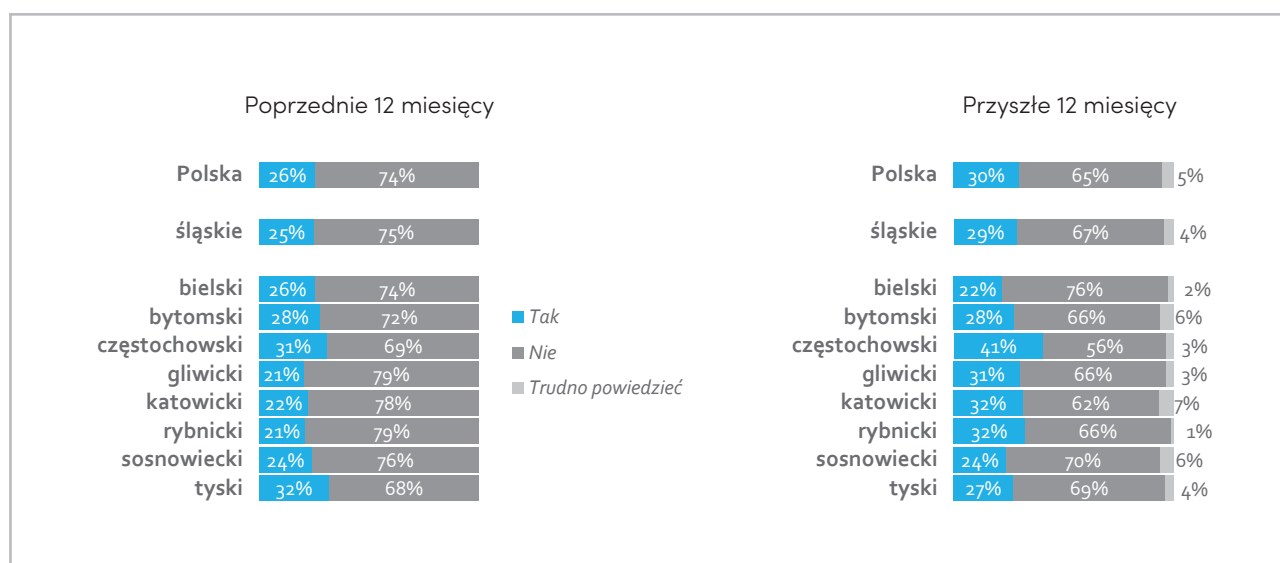 Poprzednie 12 miesięcy
Polska 26% 74%
śląskie 25% 75%
bielski 26% 74%
bytomski 28% 72%
częstochowski 31% 69%
gliwicki 21% 79%
katowicki 22% 78%
rybnicki 21% 79%
sosnowiecki 24% 76%
tyski 32% 68%
Tak
Nie
Trudno powiedzieć
Przyszłe 12 miesięcy
Polska 30% 65% 5%
śląskie 29% 67% 4%
bielski 22% 76% 2%
bytomski 28% 66% 6%
częstochowski 41% 56% 3%
gliwicki 31% 66% 3%
katowicki 32% 62% 7%
rybnicki 32% 66% 1%
sosnowiecki 24% 70% 6%
tyski 27% 69% 4%